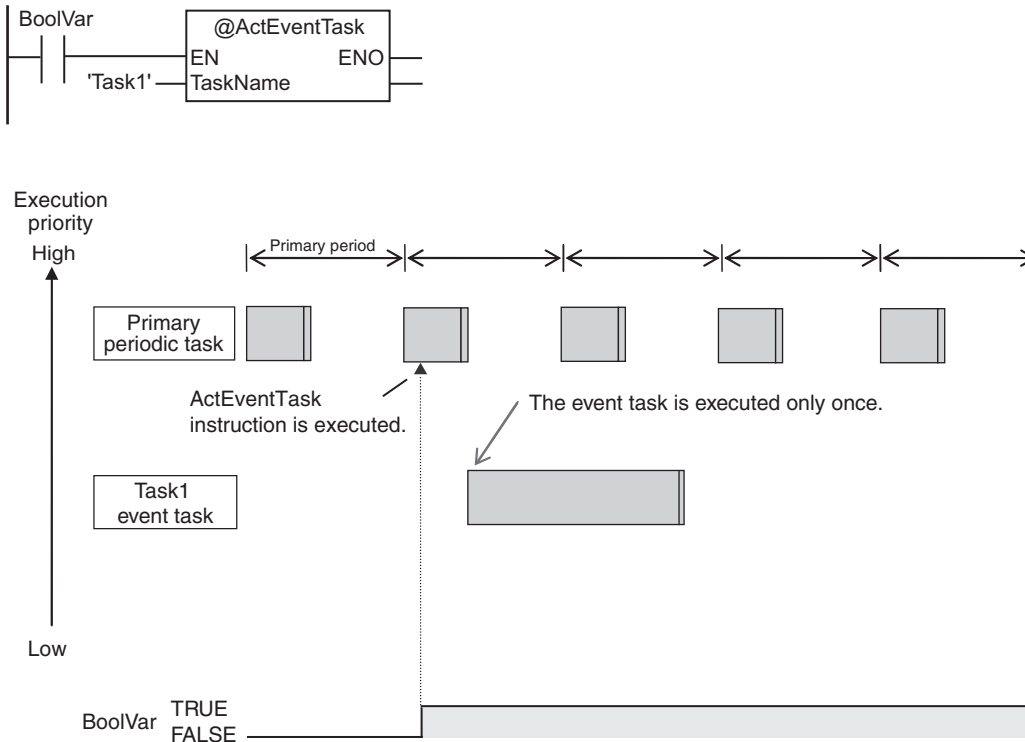 BoolVar
@ActEventTask
EN ENO
'Task1' TaskName
Execution
priority
High
Primary period
Primary
periodic task
ActEventTask
instruction is executed.
The event task is executed only once.
Task1
event task
Low
BoolVar TRUE
FALSE